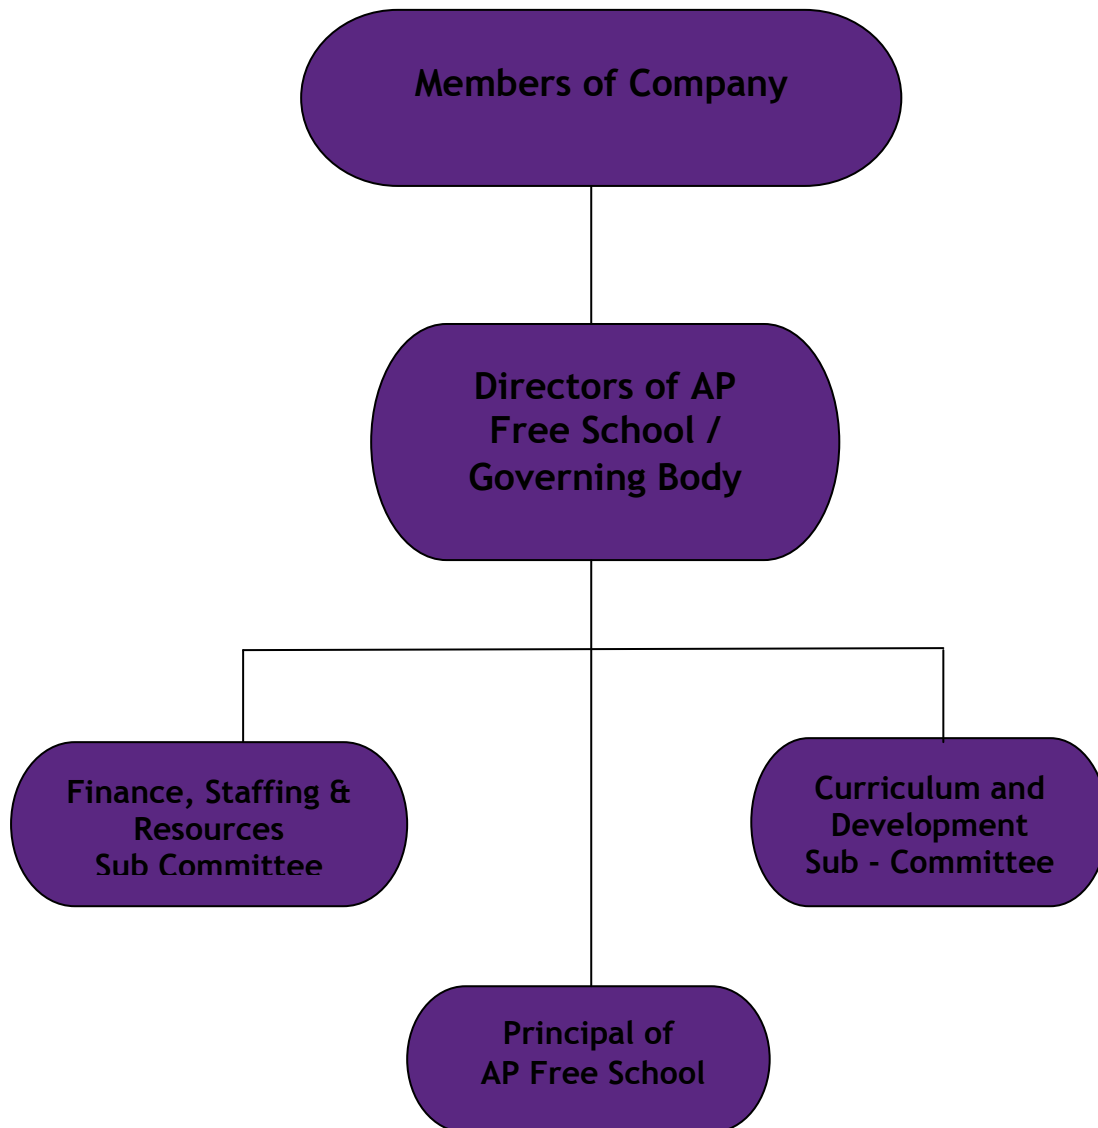 Members of Company
Directors of AP
Free School /
Governing Body
Finance, Staffing &
Resources
Sub Committee
Curriculum and
Development
Sub - Committee
Principal of
AP Free School